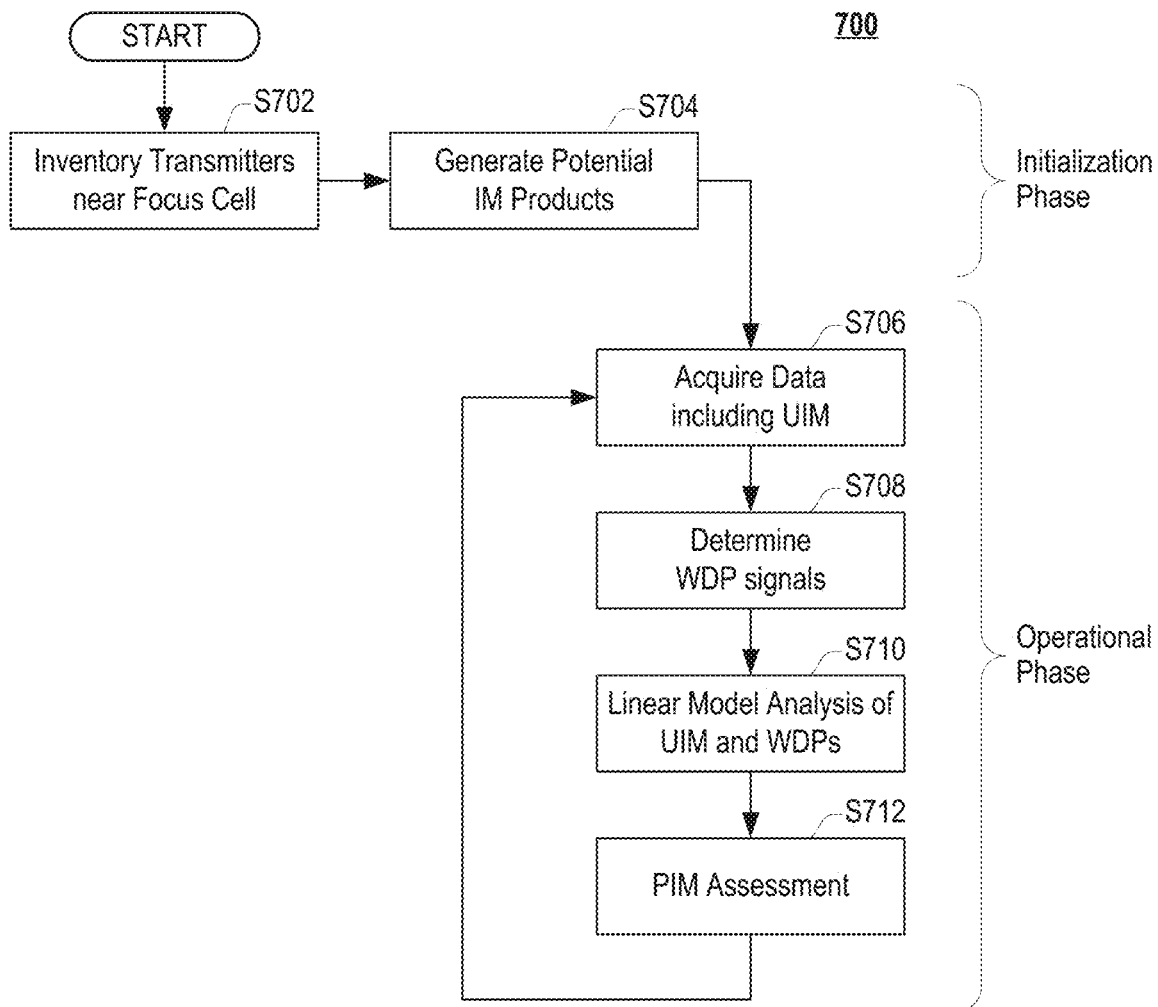 700
START
S702
Inventory Transmitters
near Focus Cell
S704
Generate Potential
IM Products
Initialization
Phase
S706
Acquire Data
including UIM
S708
Determine
WDP signals
S710
Linear Model Analysis of
UIM and WDPs
S712
PIM Assessment
Operational
Phase